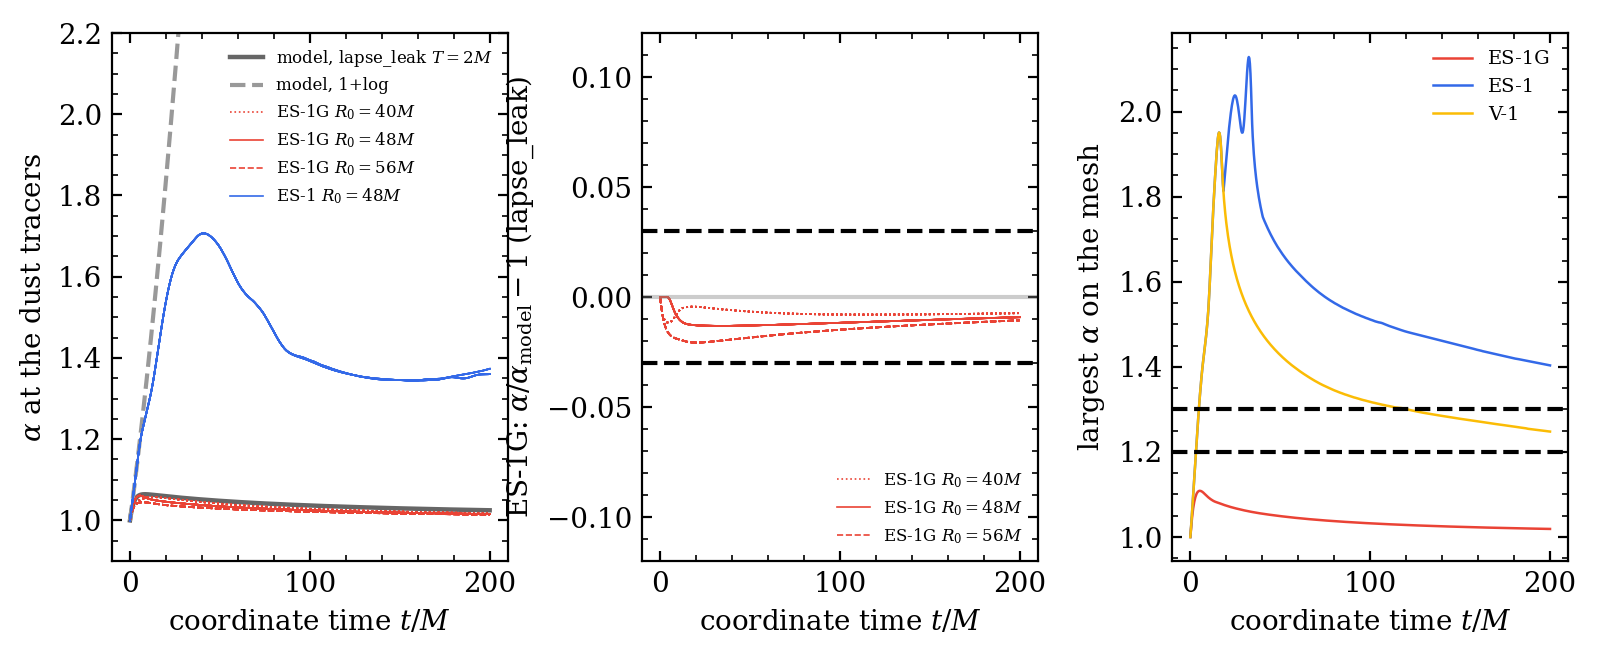 α at the dust tracers
2.2
2.0
1.8
1.6
1.4
1.2
1.0
model, lapse_leak T = 2M
model, 1+log
ES-1G R₀ = 40M
ES-1G R₀ = 48M
ES-1G R₀ = 56M
ES-1 R₀ = 48M
0
100
200
coordinate time t/M
ES-1G: α/α_model − 1 (lapse_leak)
0.10
0.05
0.00
−0.05
−0.10
ES-1G R₀ = 40M
ES-1G R₀ = 48M
ES-1G R₀ = 56M
0
100
200
coordinate time t/M
largest α on the mesh
2.0
1.8
1.6
1.4
1.2
1.0
ES-1G
ES-1
V-1
0
100
200
coordinate time t/M